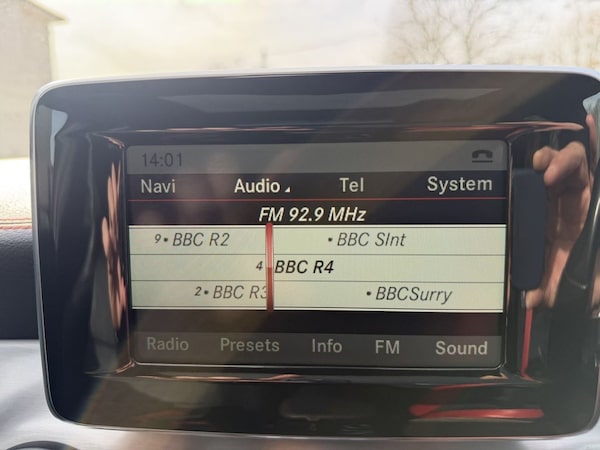 14:01
Navi Audio Tel System
FM 92.9 MHz
9• BBC R2 • BBC SInt
4 • BBC R4
2• BBC R3 • BBCSurry
Radio Presets Info FM Sound